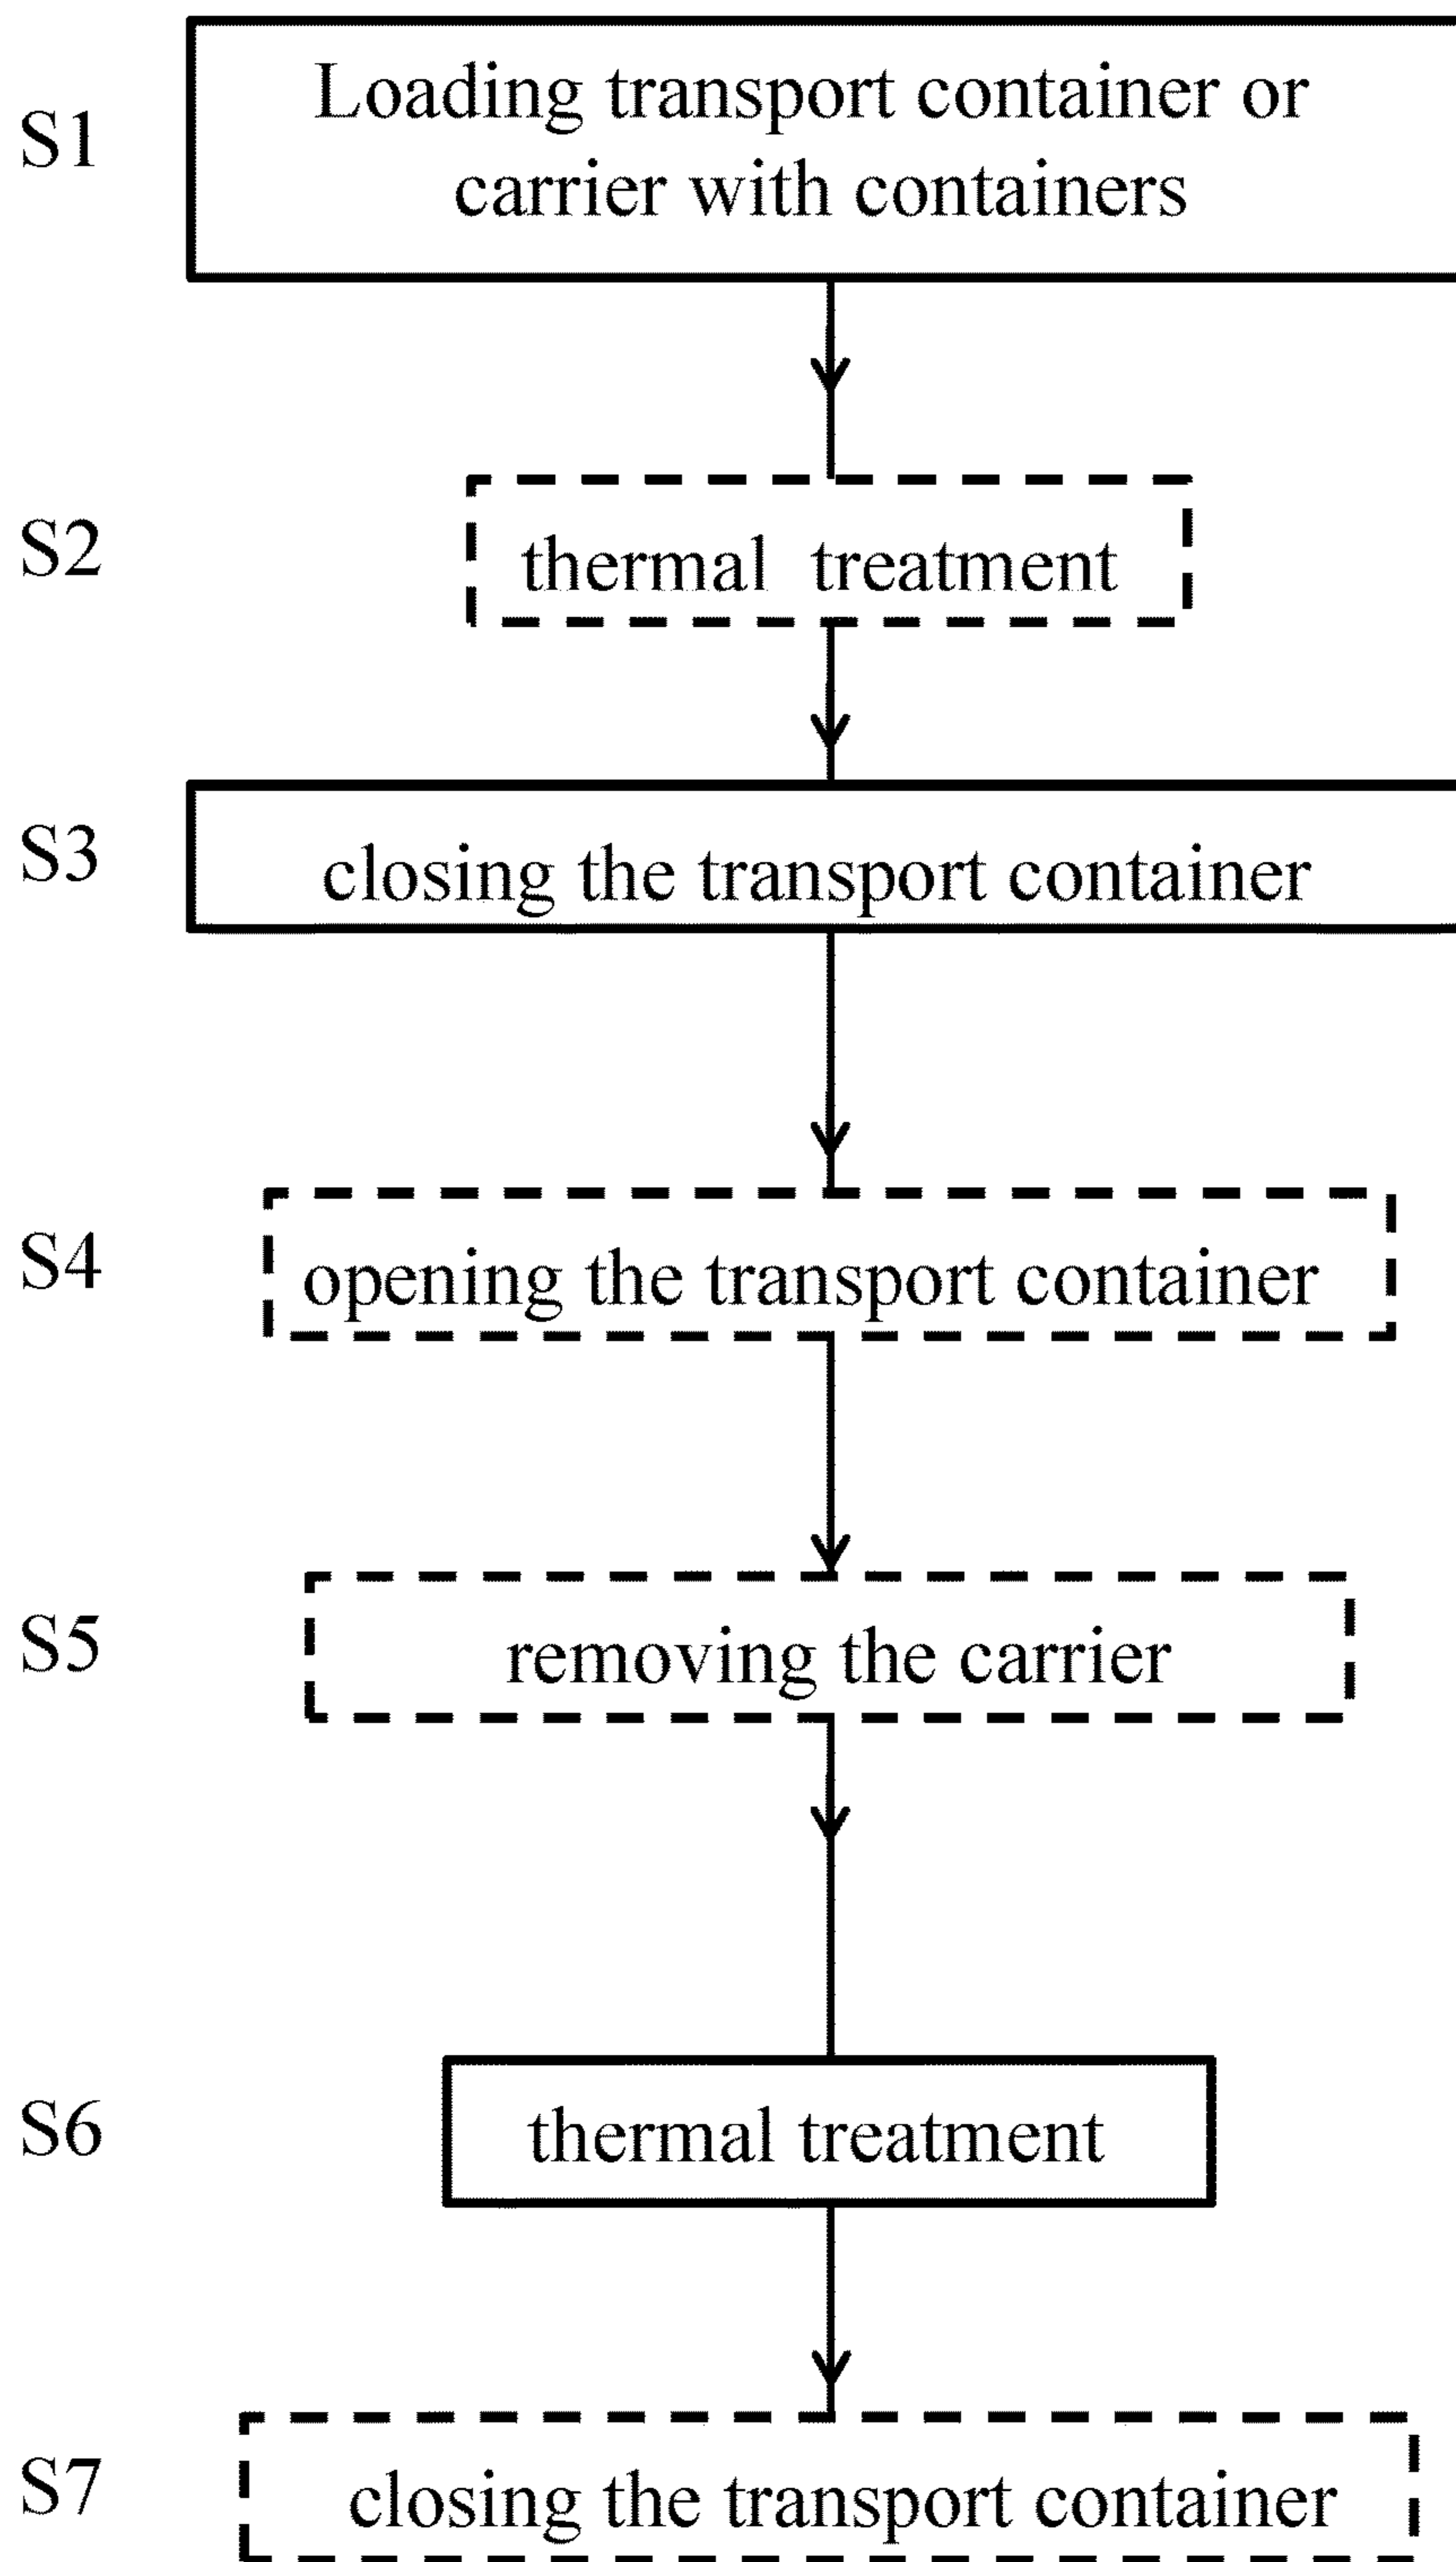 S1
Loading transport container or
carrier with containers
S2
thermal treatment
S3
closing the transport container
S4
opening the transport container
S5
removing the carrier
S6
thermal treatment
S7
closing the transport container